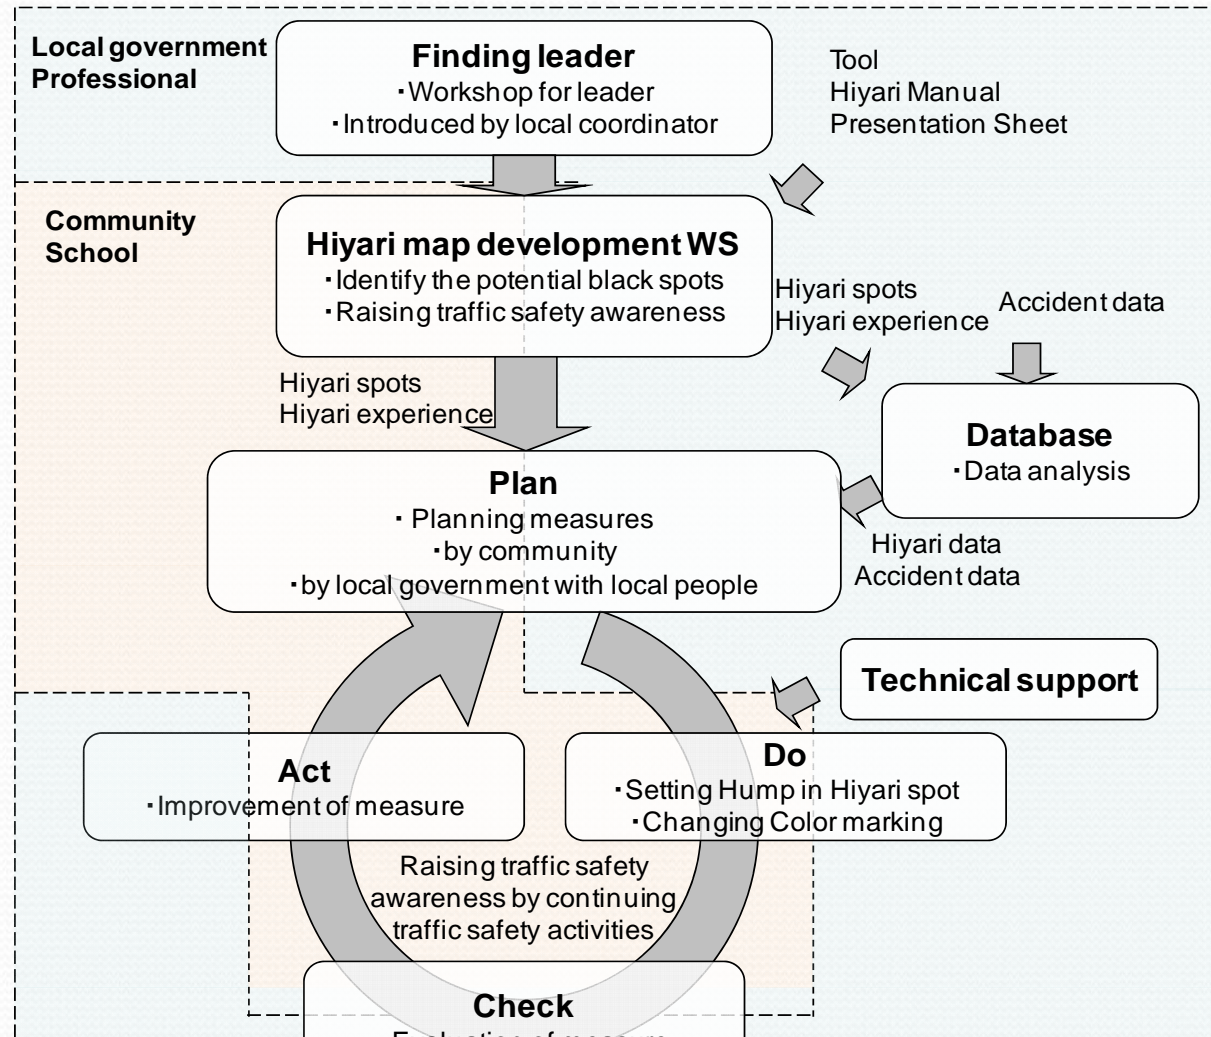 Local government
Professional
Finding leader
・Workshop for leader
・Introduced by local coordinator
Tool
Hiyari Manual
Presentation Sheet
Community
School
Hiyari map development WS
・Identify the potential black spots
・Raising traffic safety awareness
Hiyari spots
Hiyari experience
Accident data
Hiyari spots
Hiyari experience
Database
・Data analysis
Plan
・Planning measures
・by community
・by local government with local people
Hiyari data
Accident data
Technical support
Act
・Improvement of measure
Do
・Setting Hump in Hiyari spot
・Changing Color marking
Raising traffic safety
awareness by continuing
traffic safety activities
Check
Evaluation of measure